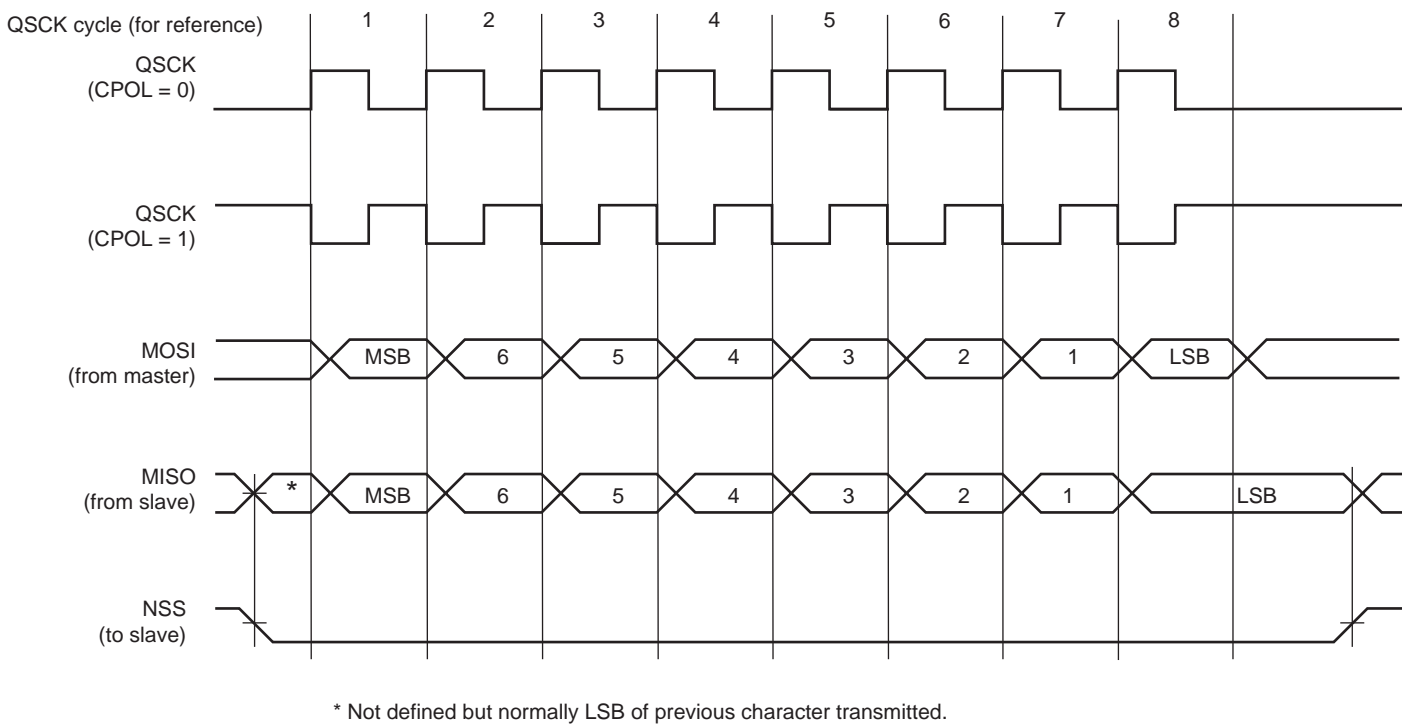 QSCK cycle (for reference) 1 2 3 4 5 6 7 8
QSCK
(CPOL = 0)
QSCK
(CPOL = 1)
MOSI
(from master)
MSB 6 5 4 3 2 1 LSB
MISO
(from slave)
* MSB 6 5 4 3 2 1 LSB
NSS
(to slave)
* Not defined but normally LSB of previous character transmitted.